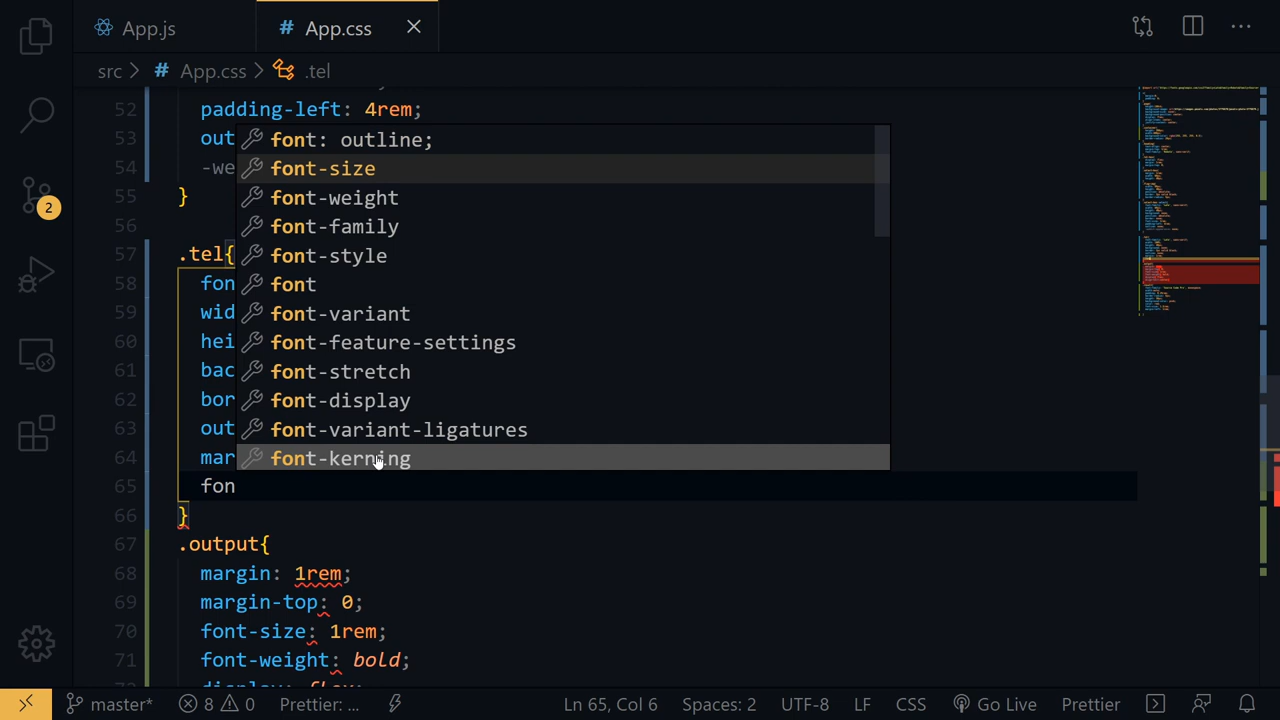 App.js
# App.css
src > # App.css > .tel
52 padding-left: 4rem;
53 out
54 -we
55 }
56
57 .tel{
58 fon
59 wid
60 hei
61 bac
62 bor
63 out
64 mar
65 fon
66 }
67 .output{
68 margin: 1rem;
69 margin-top: 0;
70 font-size: 1rem;
71 font-weight: bold;
font: outline;
font-size
font-weight
font-family
font-style
font
font-variant
font-feature-settings
font-stretch
font-display
font-variant-ligatures
font-kerning
2
master* 8 0 Prettier: ... Ln 65, Col 6 Spaces: 2 UTF-8 LF CSS Go Live Prettier